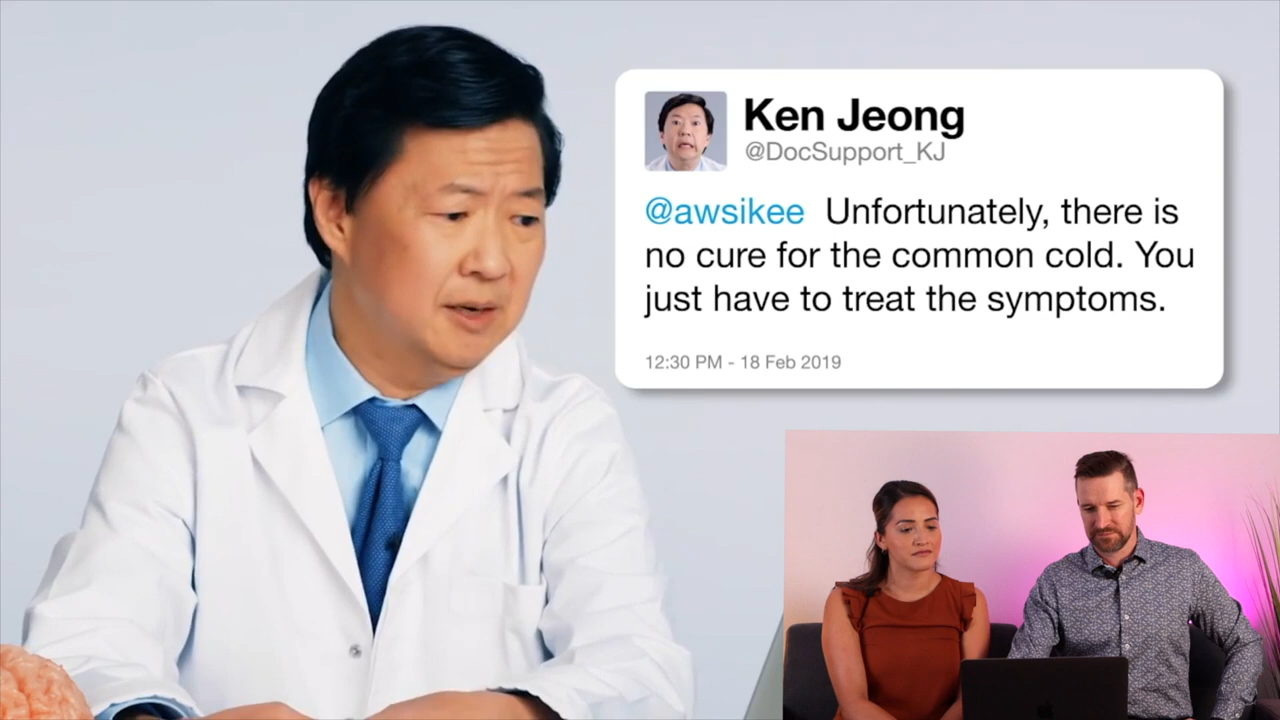 Ken Jeong
@DocSupport_KJ
@awsikee Unfortunately, there is
no cure for the common cold. You
just have to treat the symptoms.
12:30 PM - 18 Feb 2019